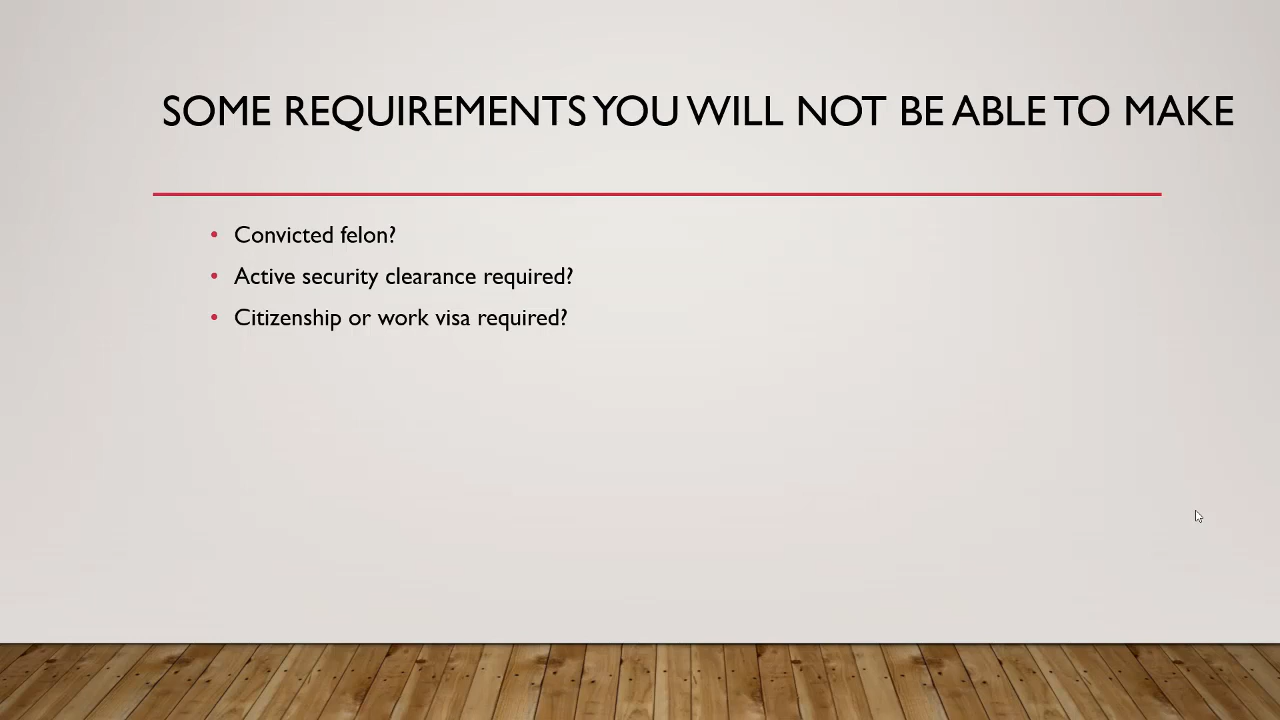 SOME REQUIREMENTS YOU WILL NOT BE ABLE TO MAKE
• Convicted felon?
• Active security clearance required?
• Citizenship or work visa required?